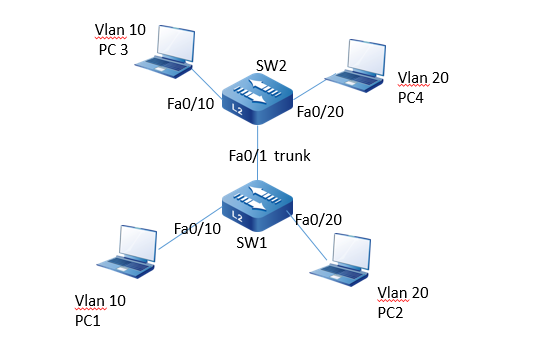 Vlan 10
PC 3
SW2
Vlan 20
PC4
Fa0/10
Fa0/20
L2
Fa0/1 trunk
L2
Fa0/10
Fa0/20
SW1
Vlan 10
PC1
Vlan 20
PC2